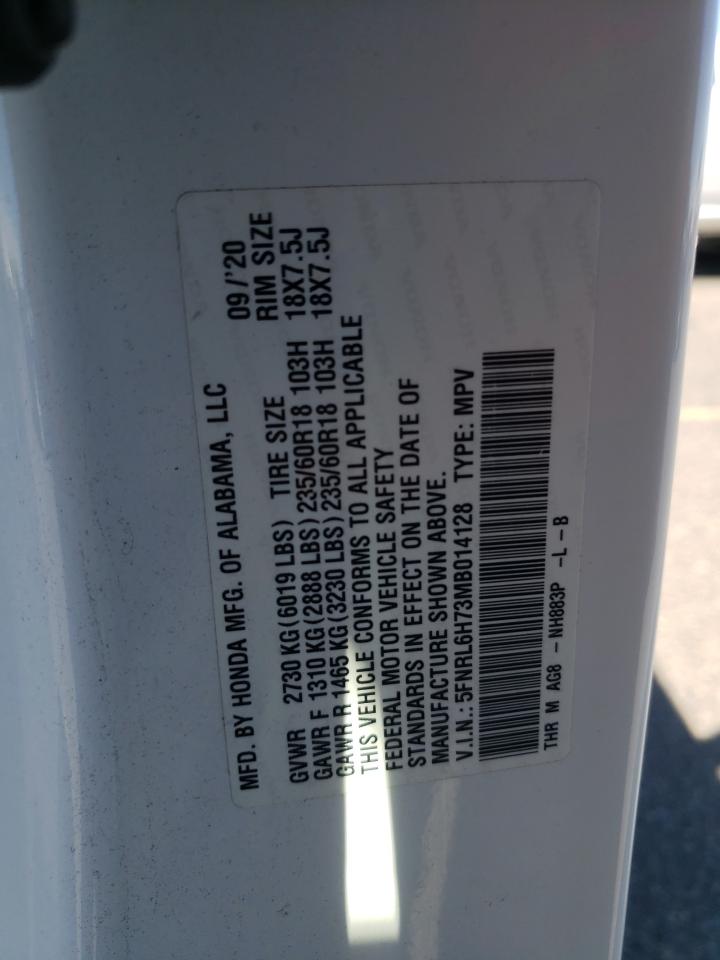 MFD. BY HONDA MFG. OF ALABAMA, LLC 09/'20
GVWR 2730 KG(6019 LBS) TIRE SIZE RIM SIZE
GAWR F 1310 KG(2888 LBS)235/60R18 103H 18X7.5J
GAWR R 1465 KG(3230 LBS)235/60R18 103H 18X7.5J
THIS VEHICLE CONFORMS TO ALL APPLICABLE
FEDERAL MOTOR VEHICLE SAFETY
STANDARDS IN EFFECT ON THE DATE OF
MANUFACTURE SHOWN ABOVE.
V.I.N.:5FNRL6H73MB014128 TYPE: MPV
THR M AG8 - NH883P -L -B